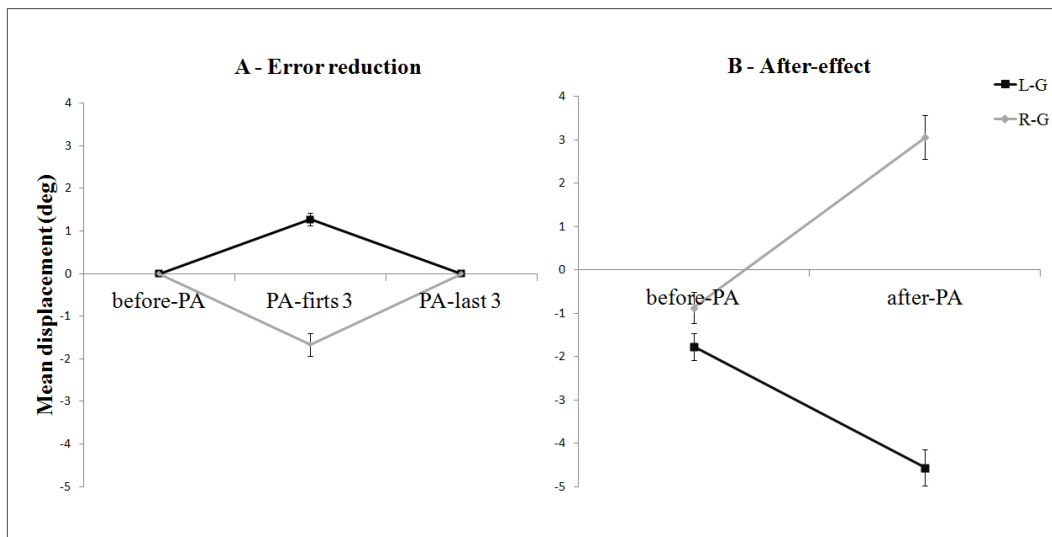 A - Error reduction
B - After-effect
L-G
R-G
Mean displacement (deg)
4
3
2
1
0
-1
-2
-3
-4
-5
before-PA
PA-firts 3
PA-last 3
4
3
2
1
0
-1
-2
-3
-4
-5
before-PA
after-PA